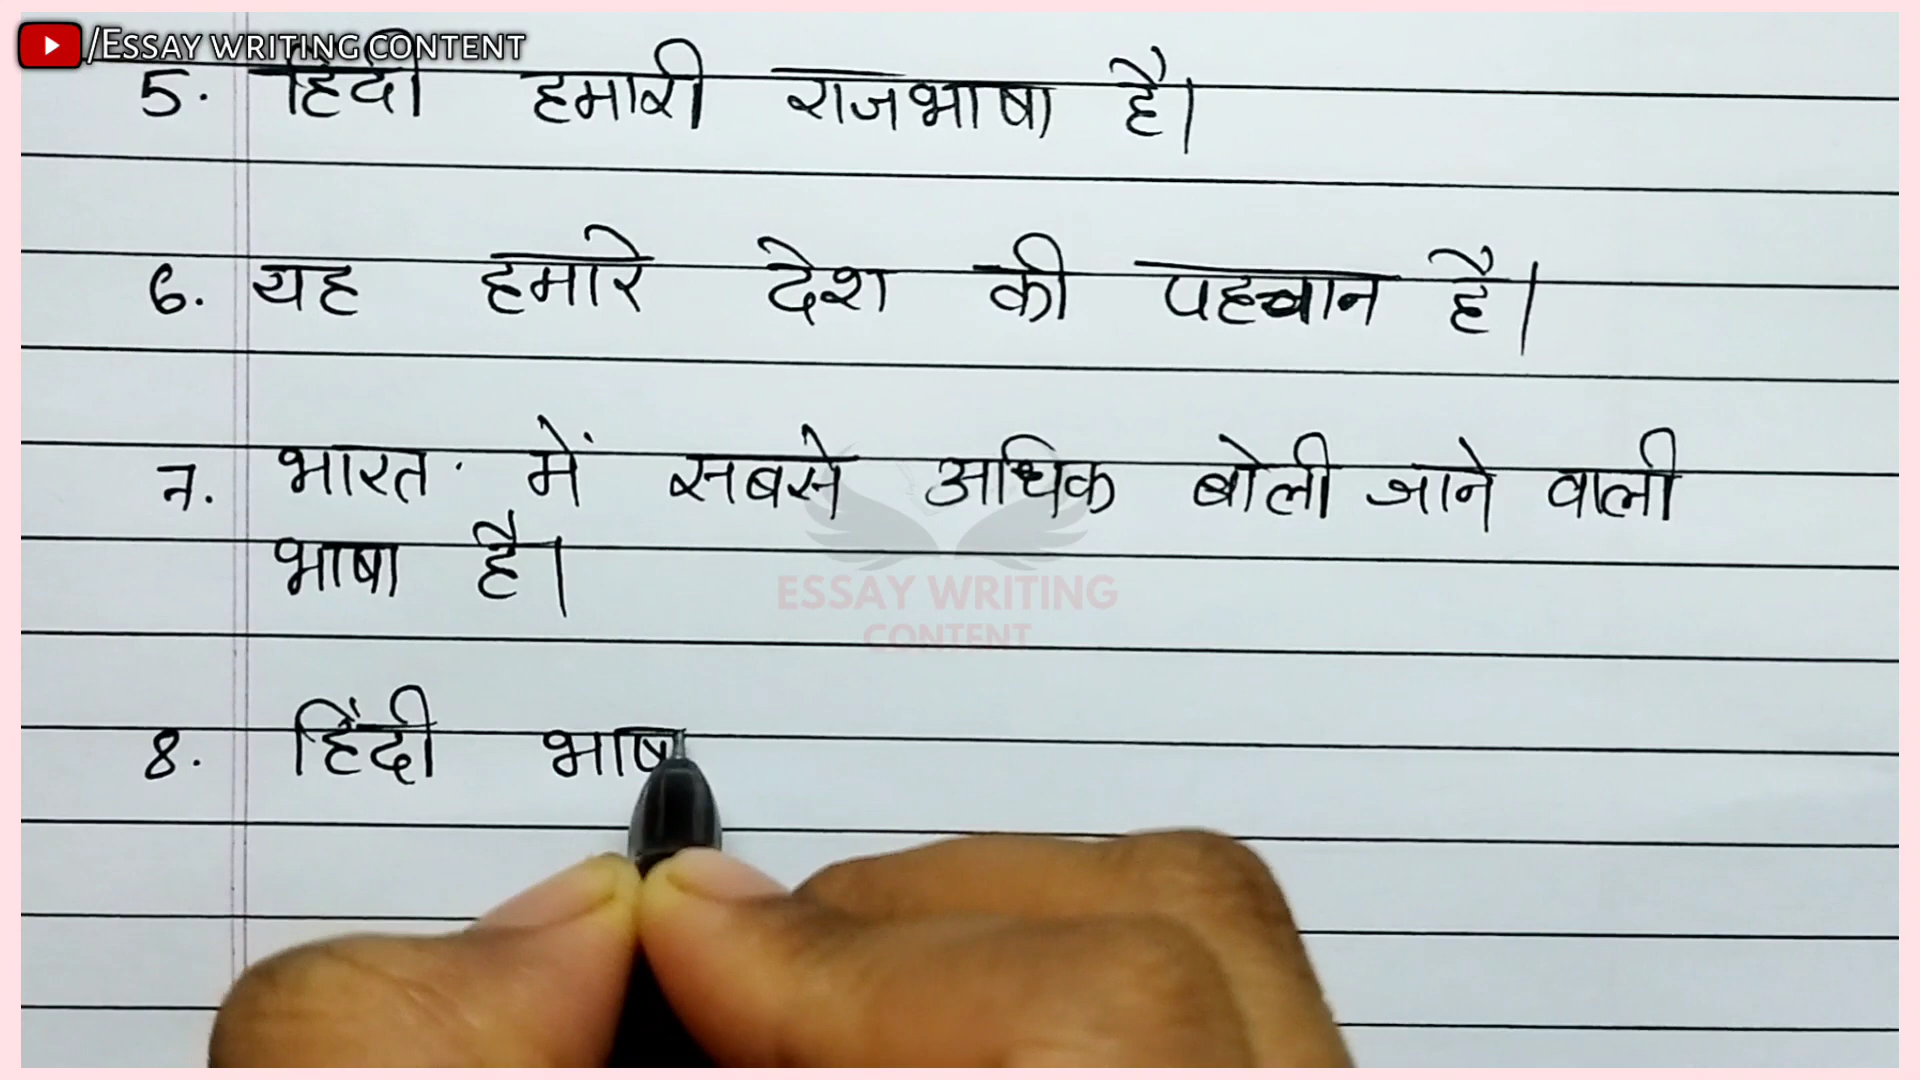 /ESSAY WRITING CONTENT
5. हिंदी हमारी राजभाषा है।
6. यह हमारे देश की पहचान है।
7. भारत में सबसे अधिक बोली जाने वाली
भाषा है।
ESSAY WRITING
CONTENT
8. हिंदी भाषा